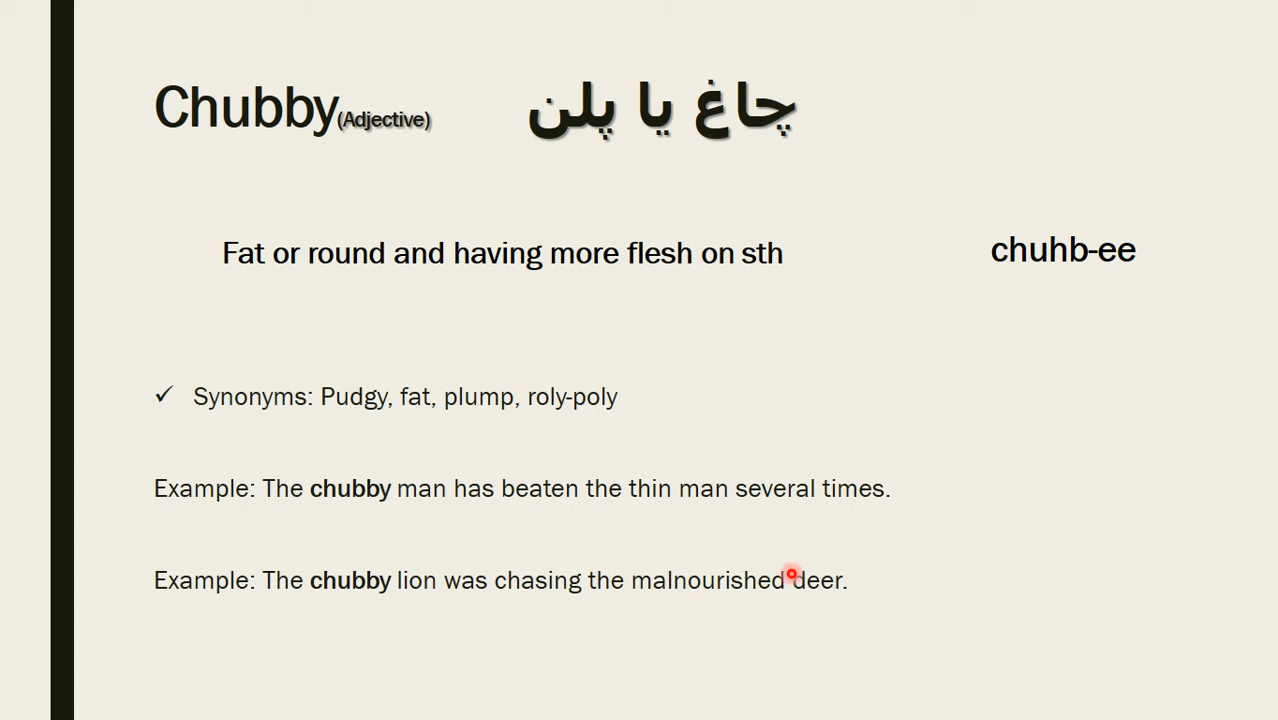 Chubby(Adjective) چاغ یا پلن
Fat or round and having more flesh on sth
chuhb-ee
✓ Synonyms: Pudgy, fat, plump, roly-poly
Example: The chubby man has beaten the thin man several times.
Example: The chubby lion was chasing the malnourished deer.